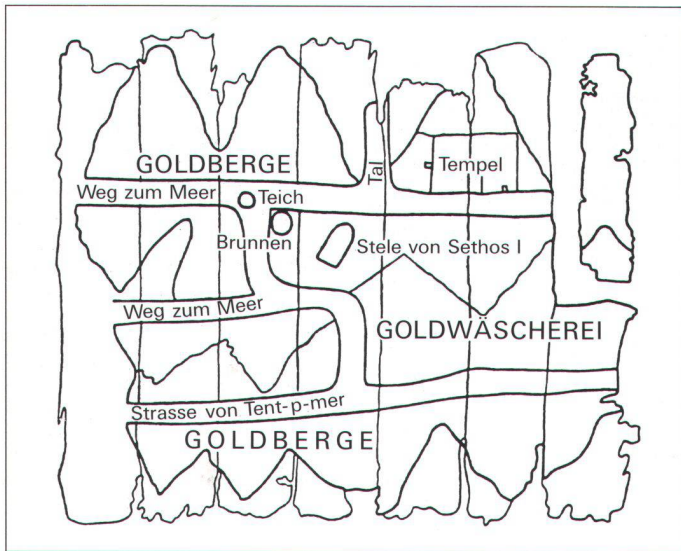 GOLDBERGE
Tal
Tempel
Weg zum Meer
Teich
Brunnen
Stele von Sethos I
Weg zum Meer
GOLDWÄSCHEREI
Strasse von Tent-p-mer
GOLDBERGE